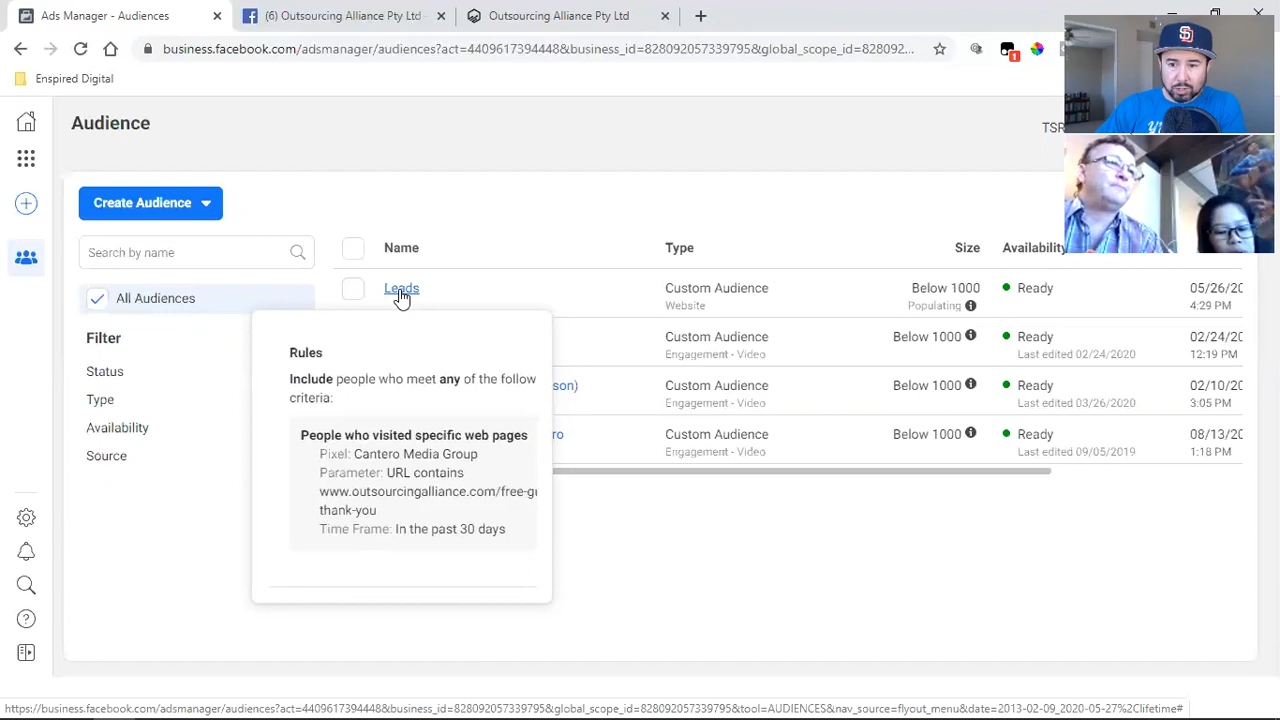 Ads Manager - Audiences
(6) Outsourcing Alliance Pty Ltd -
Outsourcing Alliance Pty Ltd
business.facebook.com/adsmanager/audiences?act=4409617394448&business_id=828092057339795&global_scope_id=828092...
1
Enspired Digital
Audience
TSR
Create Audience
Search by name
Name
Type
Size
Availability
All Audiences
Leads
Custom Audience
Below 1000
Ready
05/26/20
Website
Populating
4:29 PM
Filter
Custom Audience
Below 1000
Ready
02/24/20
Engagement - Video
Last edited 02/24/2020
12:19 PM
Rules
Include people who meet any of the follow
criteria:
Status
Type
Availability
Source
son)
Custom Audience
Below 1000
Ready
02/10/20
Engagement - Video
Last edited 03/26/2020
3:05 PM
ro
Custom Audience
Below 1000
Ready
08/13/20
Engagement - Video
Last edited 09/05/2019
1:18 PM
People who visited specific web pages
Pixel: Cantero Media Group
Parameter: URL contains
www.outsourcingalliance.com/free-gu
thank-you
Time Frame: In the past 30 days
https://business.facebook.com/adsmanager/audiences?act=4409617394448&business_id=828092057339795&global_scope_id=828092057339795&tool=AUDIENCES&nav_source=flyout_menu&date=2013-02-09_2020-05-27%2Clifetime#